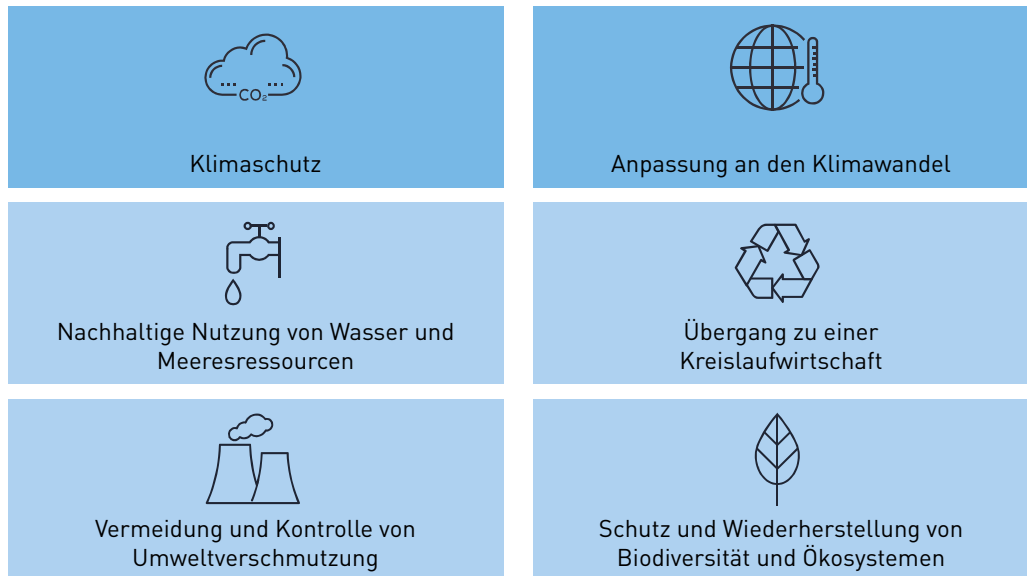 CO₂
Klimaschutz
Anpassung an den Klimawandel
Nachhaltige Nutzung von Wasser und
Meeresressourcen
Übergang zu einer
Kreislaufwirtschaft
Vermeidung und Kontrolle von
Umweltverschmutzung
Schutz und Wiederherstellung von
Biodiversität und Ökosystemen